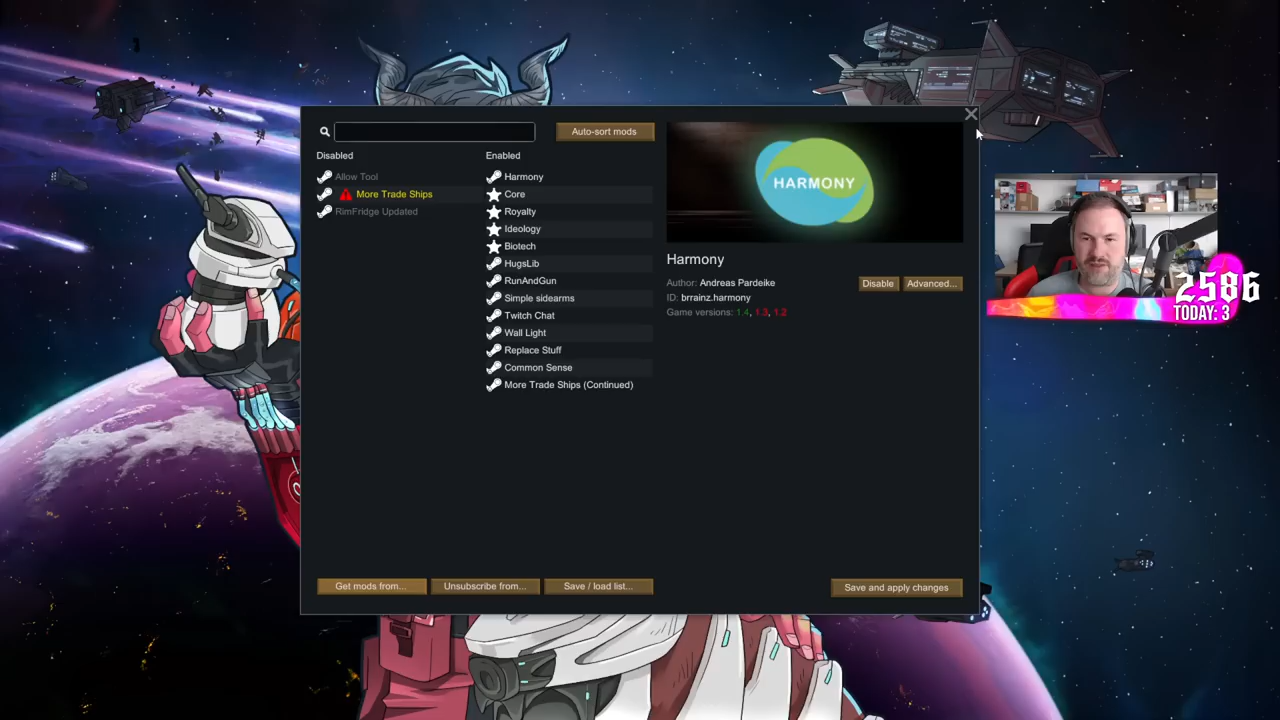 Auto-sort mods
Disabled
Enabled
Allow Tool
More Trade Ships
RimFridge Updated
Harmony
Core
Royalty
Ideology
Biotech
HugsLib
RunAndGun
Simple sidearms
Twitch Chat
Wall Light
Replace Stuff
Common Sense
More Trade Ships (Continued)
HARMONY
Harmony
Author: Andreas Pardeike
ID: brrainz.harmony
Game versions: 1.4, 1.3, 1.2
Disable
Advanced...
Get mods from...
Unsubscribe from...
Save / load list...
Save and apply changes
2586
TODAY: 3